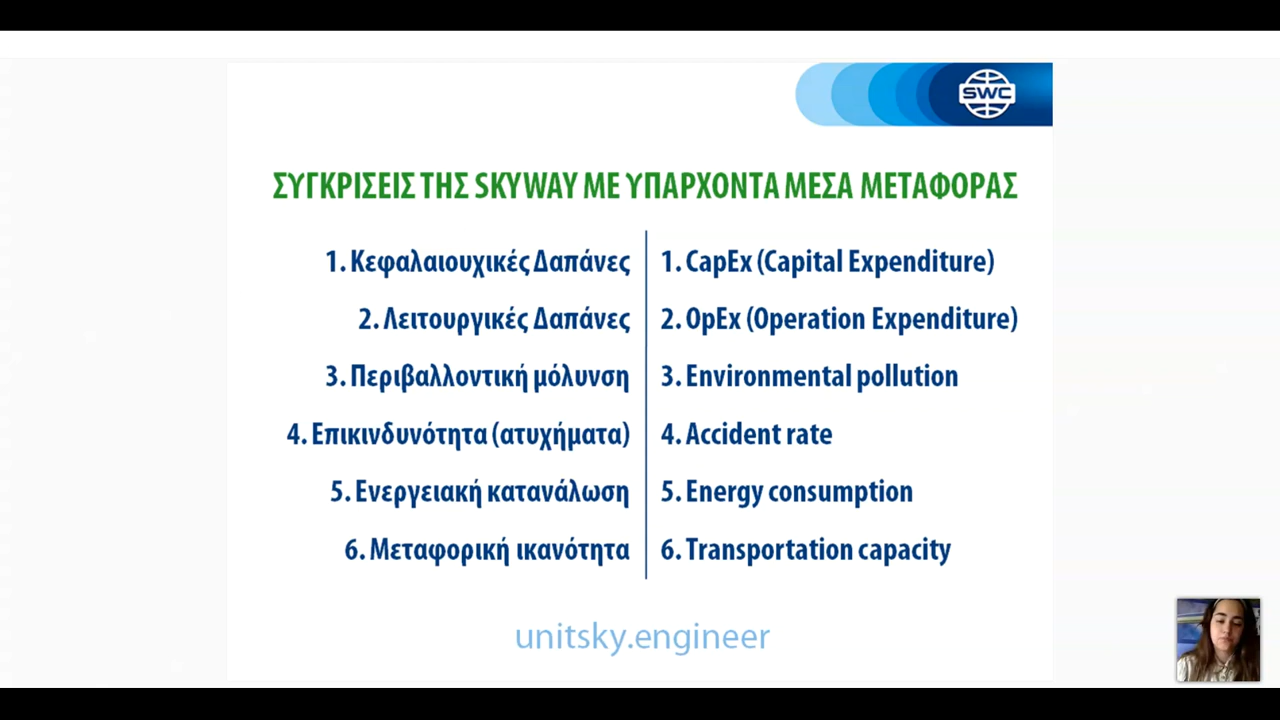 SWC
ΣΥΓΚΡΙΣΕΙΣ ΤΗΣ SKYWAY ΜΕ ΥΠΑΡΧΟΝΤΑ ΜΕΣΑ ΜΕΤΑΦΟΡΑΣ
1. Κεφαλαιουχικές Δαπάνες
2. Λειτουργικές Δαπάνες
3. Περιβαλλοντική μόλυνση
4. Επικινδυνότητα (ατυχήματα)
5. Ενεργειακή κατανάλωση
6. Μεταφορική ικανότητα
1. CapEx (Capital Expenditure)
2. OpEx (Operation Expenditure)
3. Environmental pollution
4. Accident rate
5. Energy consumption
6. Transportation capacity
unitsky.engineer